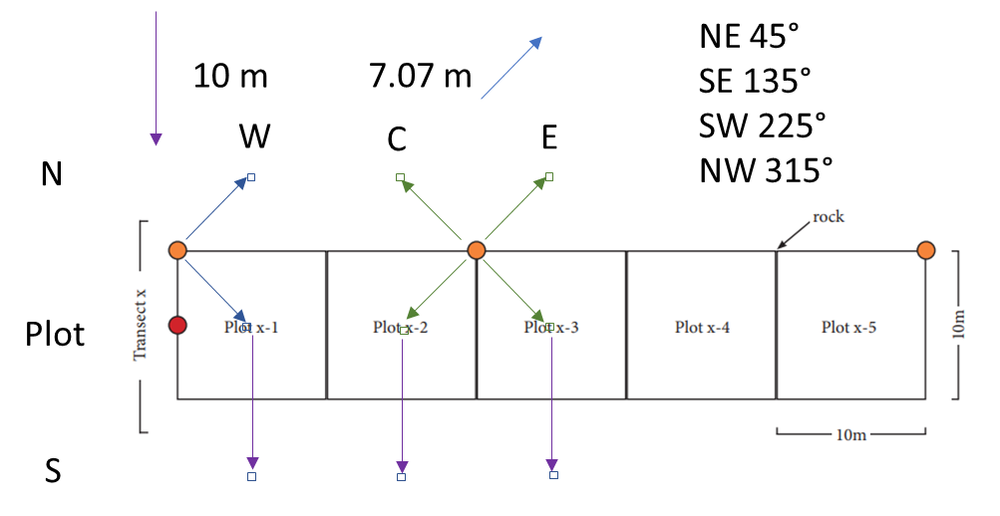 NE 45°
SE 135°
SW 225°
NW 315°
10 m
7.07 m
W
C
E
N
rock
Transect x
Plot
Plot x-1
Plot x-2
Plot x-3
Plot x-4
Plot x-5
10m
10m
S